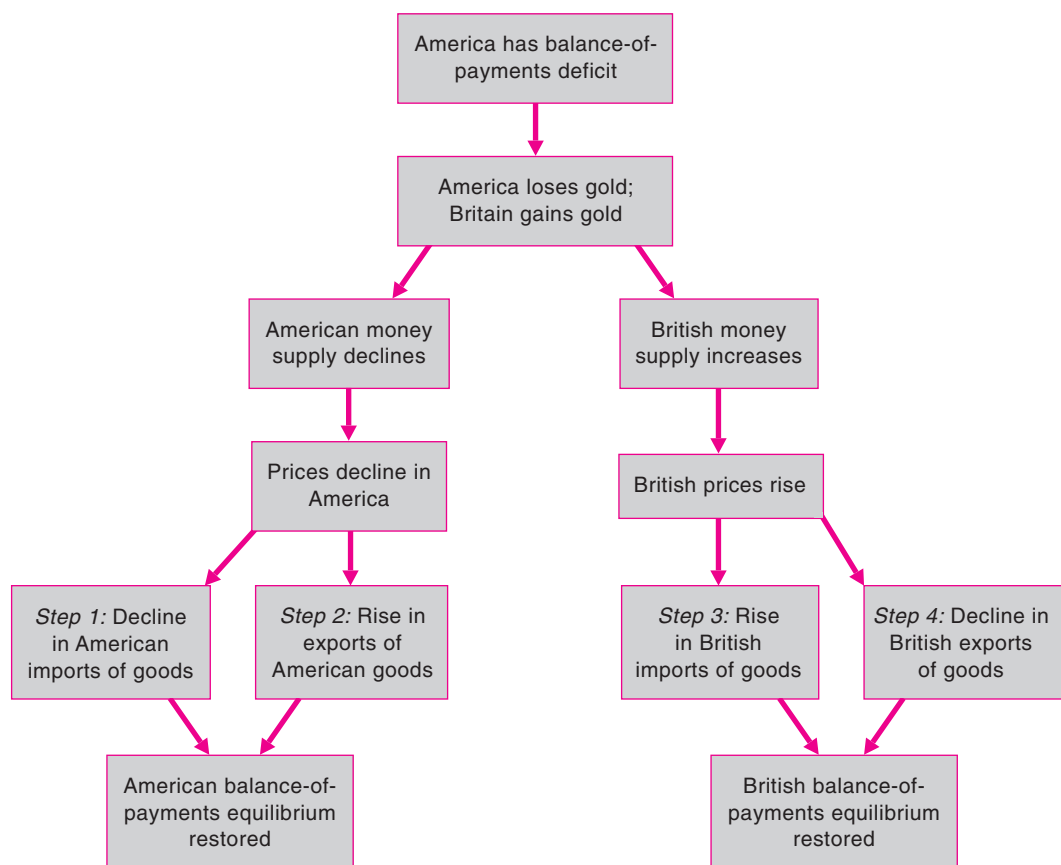 America has balance-of-
payments deficit
America loses gold;
Britain gains gold
American money
supply declines
British money
supply increases
Prices decline in
America
British prices rise
Step 1: Decline
in American
imports of goods
Step 2: Rise in
exports of
American goods
Step 3: Rise
in British
imports of goods
Step 4: Decline in
British exports
of goods
American balance-of-
payments equilibrium
restored
British balance-of-
payments equilibrium
restored